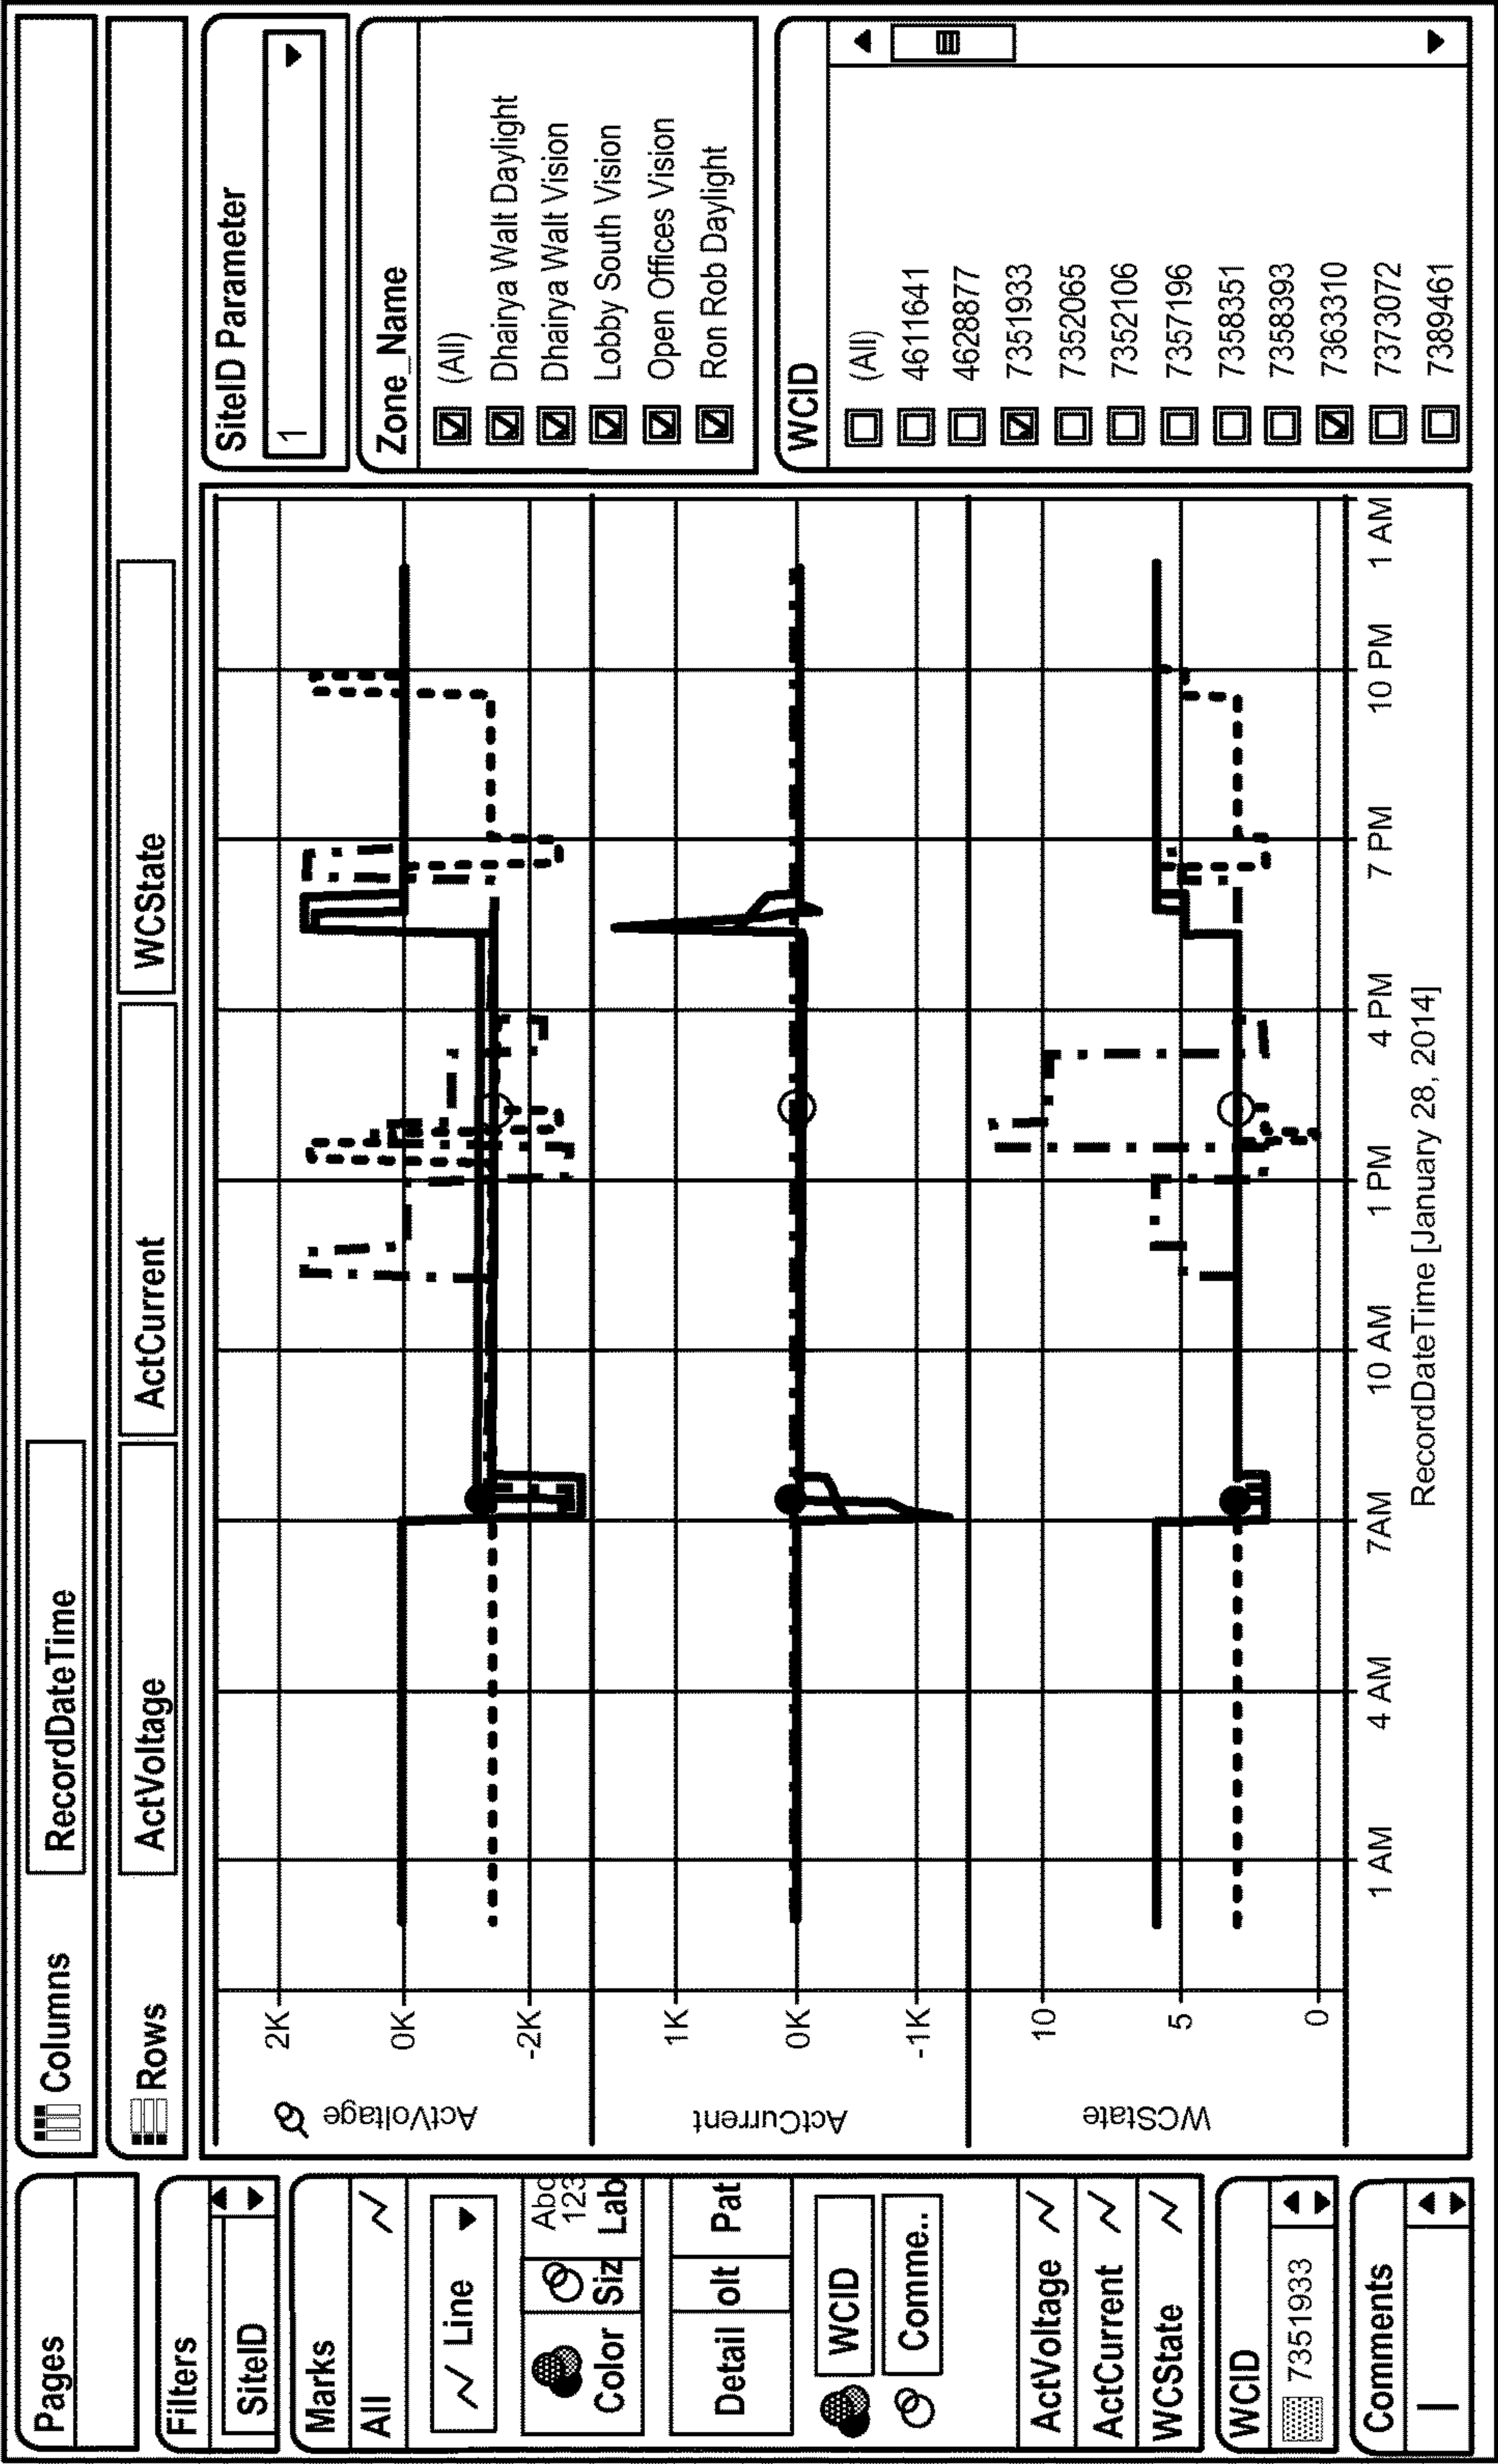 Pages
Columns
RecordDateTime
Rows
ActVoltage
ActCurrent
WCState
Filters
SiteID
Marks
All
Line
Color
Siz
Abc
123
Lab
Detail
olt
Pat
WCID
Comme..
ActVoltage
ActCurrent
WCState
WCID
7351933
Comments
ActVoltage
2K
0K
-2K
ActCurrent
1K
0K
-1K
WCState
10
5
0
1 AM
4 AM
7AM
10 AM
1 PM
4 PM
7 PM
10 PM
1 AM
RecordDateTime [January 28, 2014]
SiteID Parameter
1
Zone_Name
(All)
Dhairya Walt Daylight
Dhairya Walt Vision
Lobby South Vision
Open Offices Vision
Ron Rob Daylight
WCID
(All)
4611641
4628877
7351933
7352065
7352106
7357196
7358351
7358393
7363310
7373072
7389461